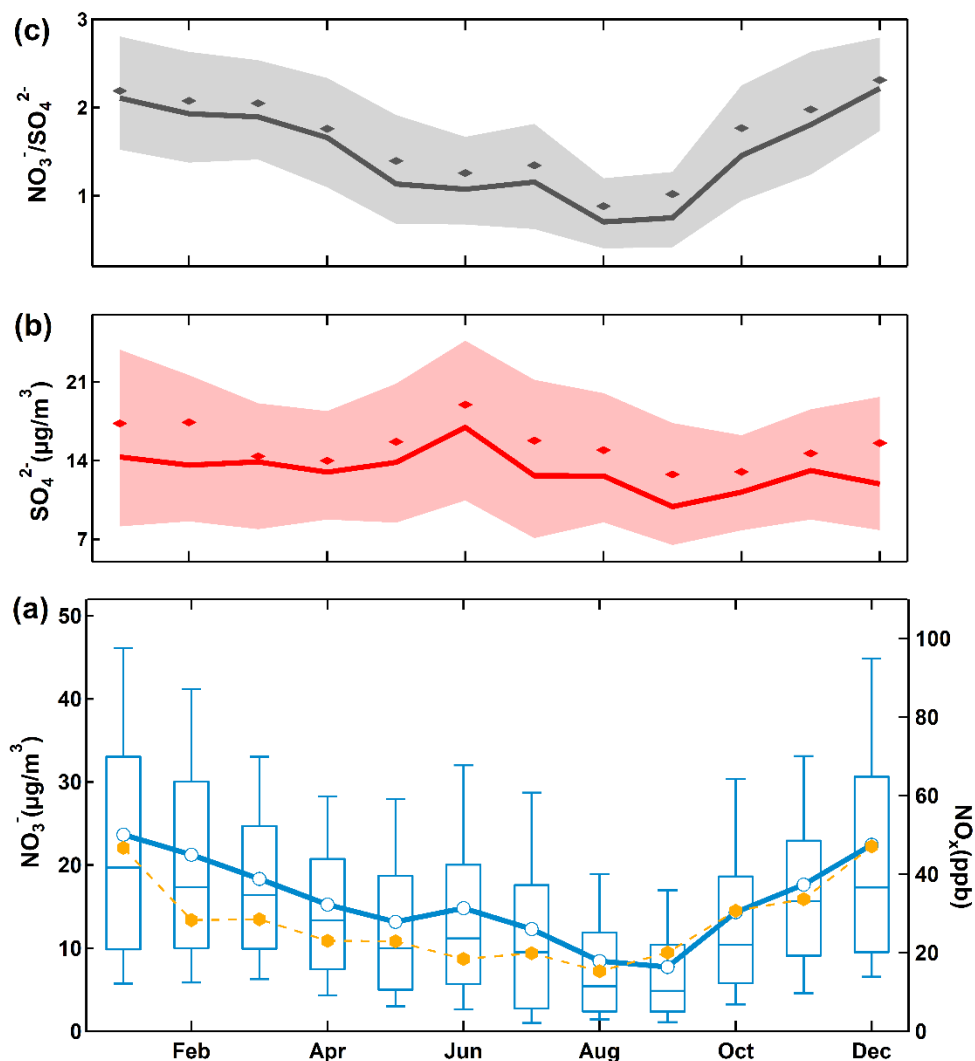 (c)
3
2
1
NO₃⁻/SO₄²⁻
(b)
21
14
7
SO₄²⁻ (µg/m³)
(a)
50
40
30
20
10
0
NO₃⁻(µg/m³)
100
80
60
40
20
0
NOₓ(ppb)
Feb Apr Jun Aug Oct Dec